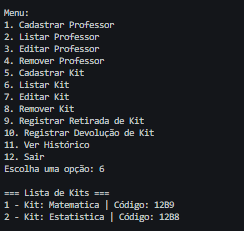 Menu:
1. Cadastrar Professor
2. Listar Professor
3. Editar Professor
4. Remover Professor
5. Cadastrar Kit
6. Listar Kit
7. Editar Kit
8. Remover Kit
9. Registrar Retirada de Kit
10. Registrar Devolução de Kit
11. Ver Histórico
12. Sair
Escolha uma opção: 6
=== Lista de Kits ===
1 - Kit: Matematica | Código: 12B9
2 - Kit: Estatistica | Código: 12B8